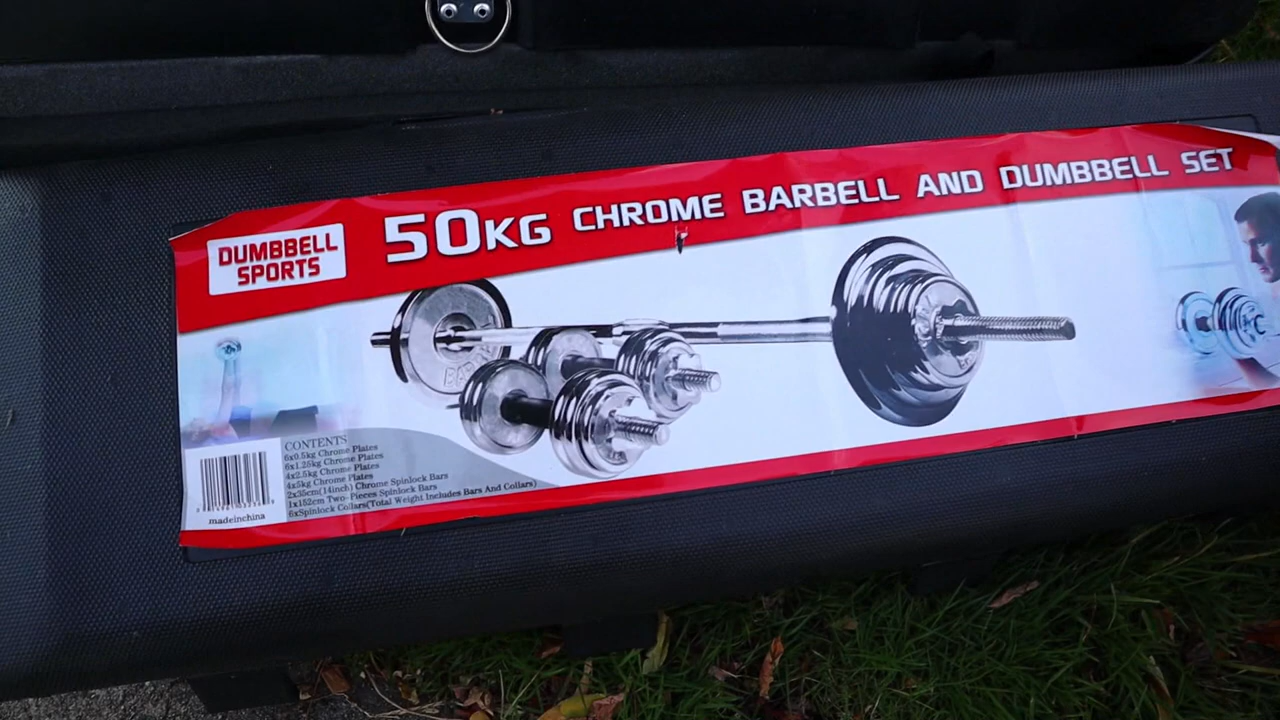 50KG CHROME BARBELL AND DUMBBELL SET
DUMBBELL
SPORTS
CONTENTS
6x0.5kg Chrome Plates
6x1.25kg Chrome Plates
4x2.5kg Chrome Plates
4x5kg Chrome Plates
2x35cm(14inch) Chrome Spinlock Bars
1x152cm Two-Pieces Spinlock Bars
6xSpinlock Collars(Total Weight Includes Bars And Collars)
madeinchina